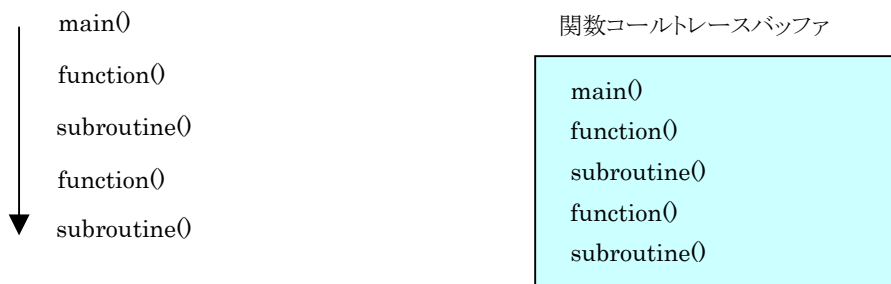 main()
function()
subroutine()
function()
subroutine()
関数コールトレースバッファ
main()
function()
subroutine()
function()
subroutine()